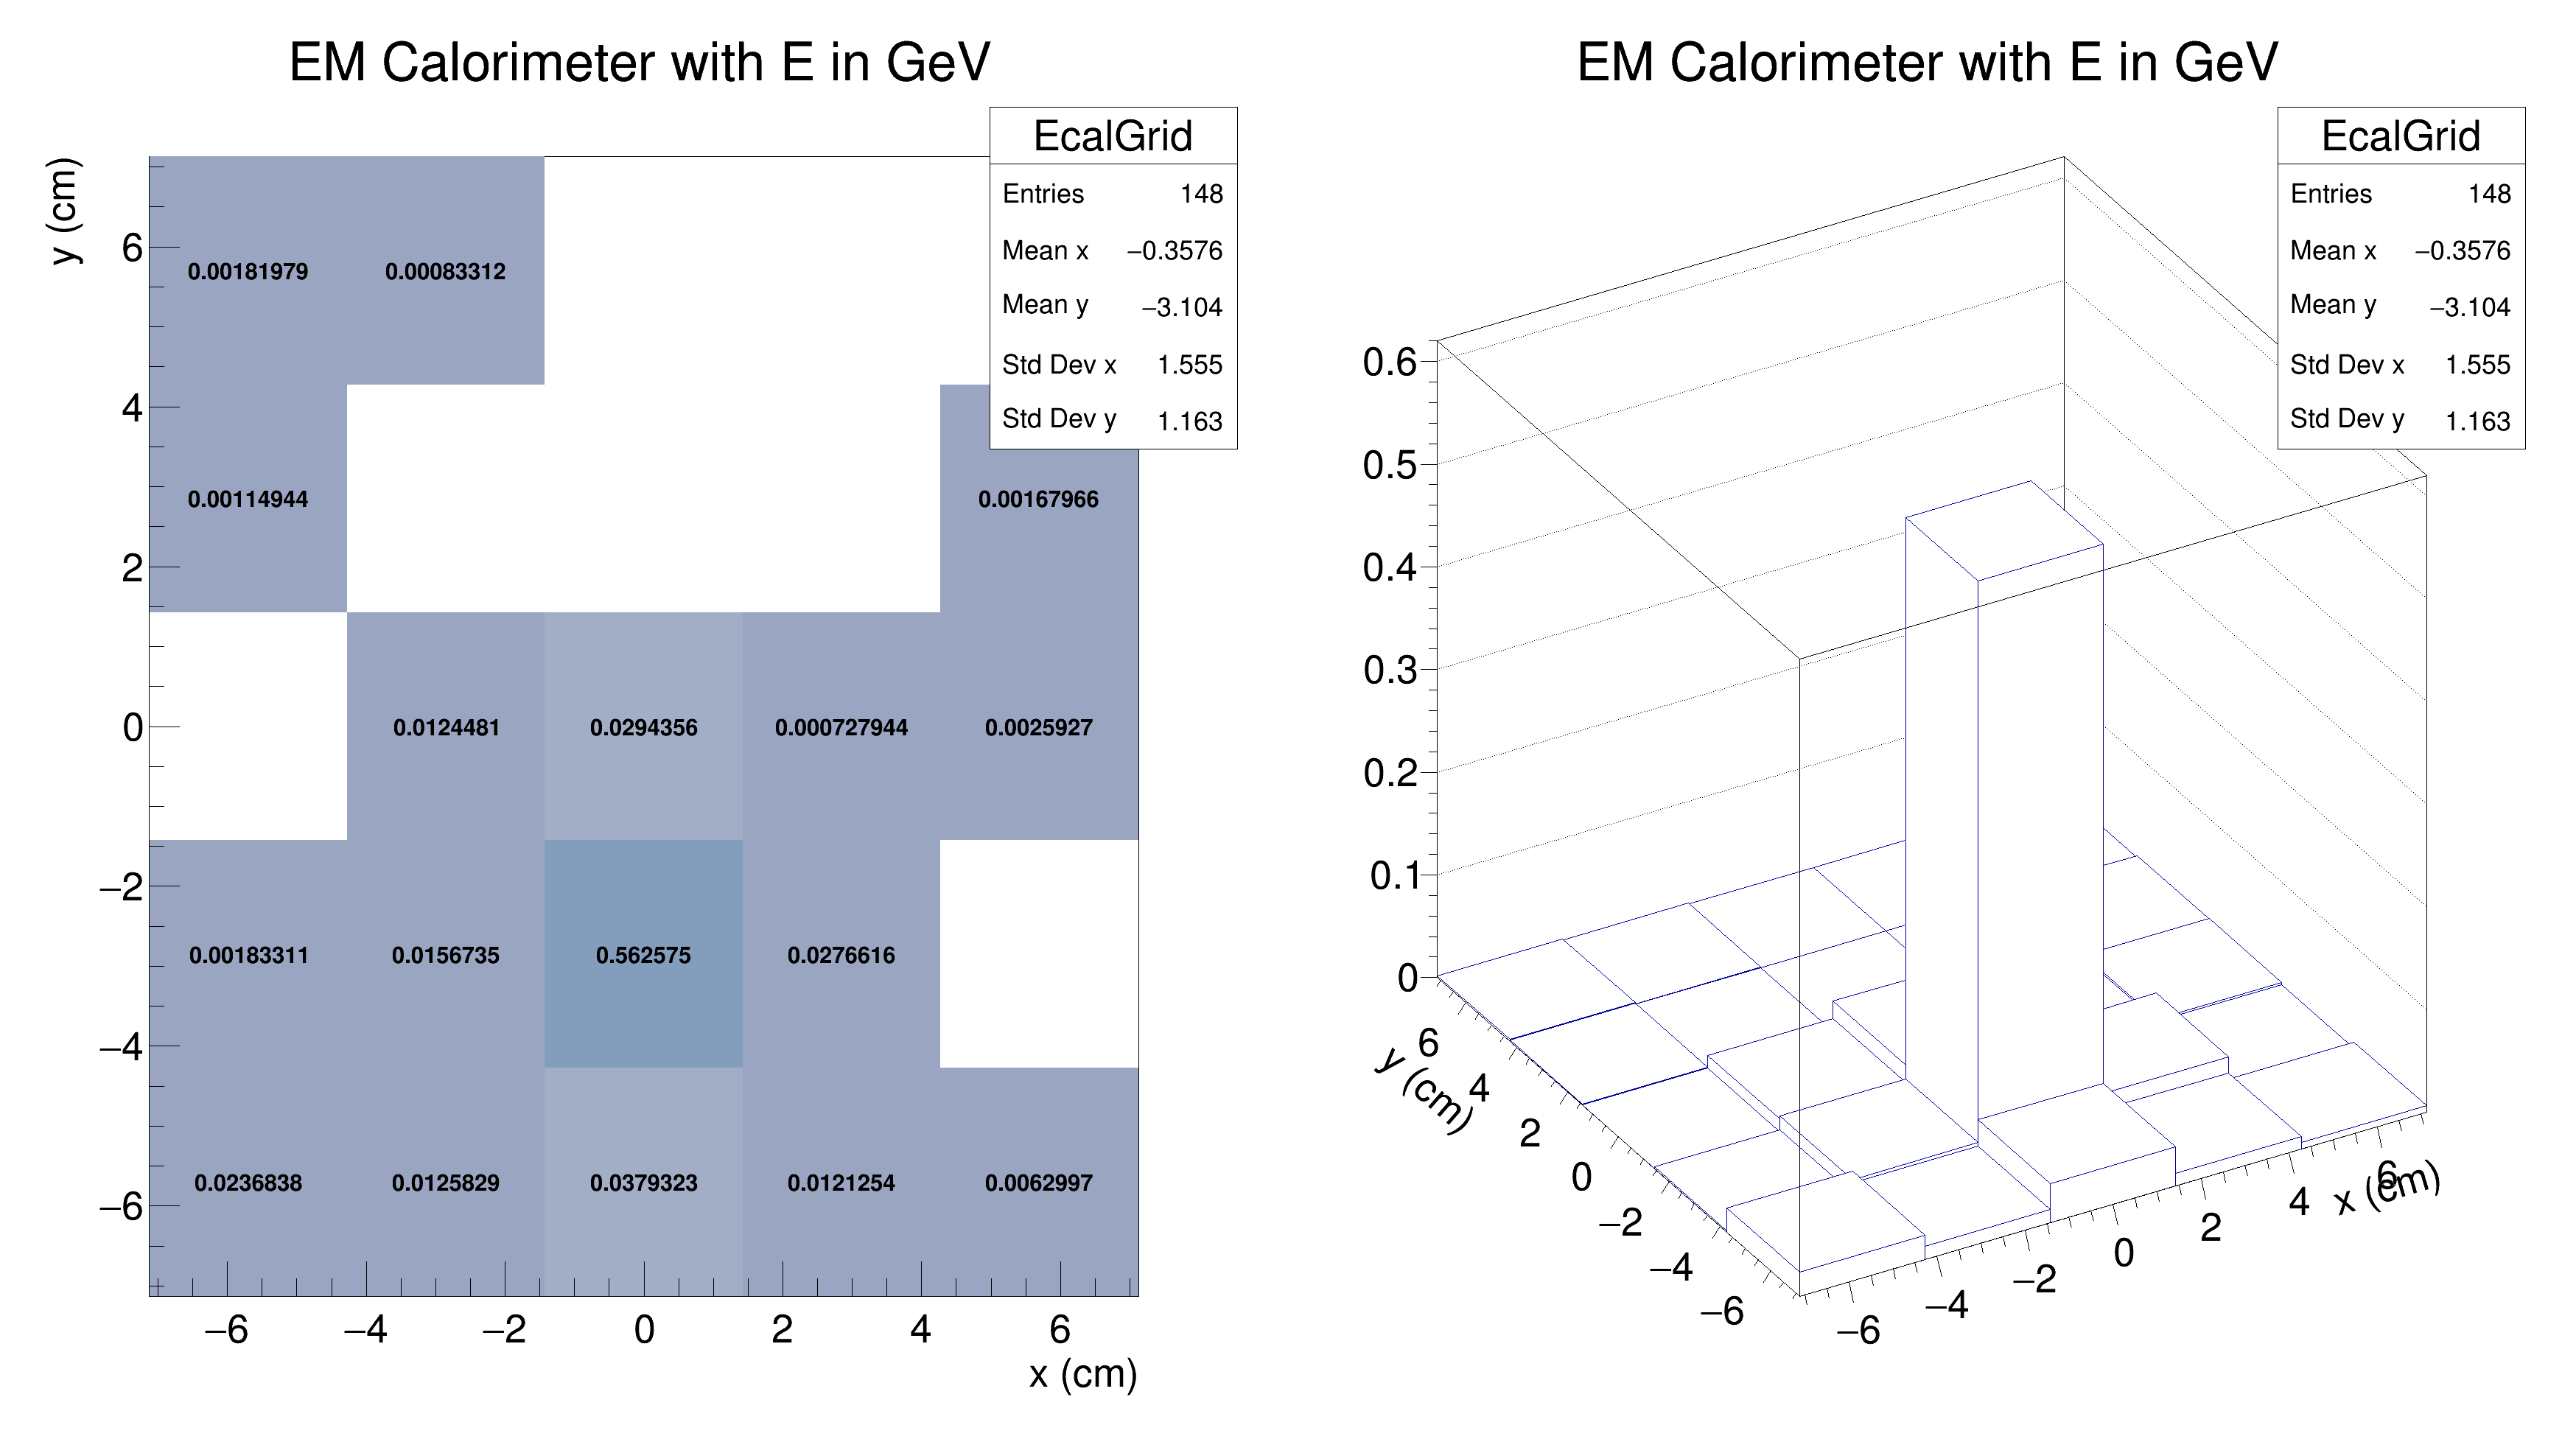 EM Calorimeter with E in GeV
EcalGrid
Entries 148
Mean x −0.3576
Mean y −3.104
Std Dev x 1.555
Std Dev y 1.163
y (cm)
6
4
2
0
−2
−4
−6
0.00181979 0.00083312
0.00114944 0.00167966
0.0124481 0.0294356 0.000727944 0.0025927
0.00183311 0.0156735 0.562575 0.0276616
0.0236838 0.0125829 0.0379323 0.0121254 0.0062997
−6 −4 −2 0 2 4 6
x (cm)
EM Calorimeter with E in GeV
EcalGrid
Entries 148
Mean x −0.3576
Mean y −3.104
Std Dev x 1.555
Std Dev y 1.163
0.6
0.5
0.4
0.3
0.2
0.1
0
y (cm)
6
4
2
0
−2
−4
−6
−6
−4
−2
0
2
4
6
x (cm)